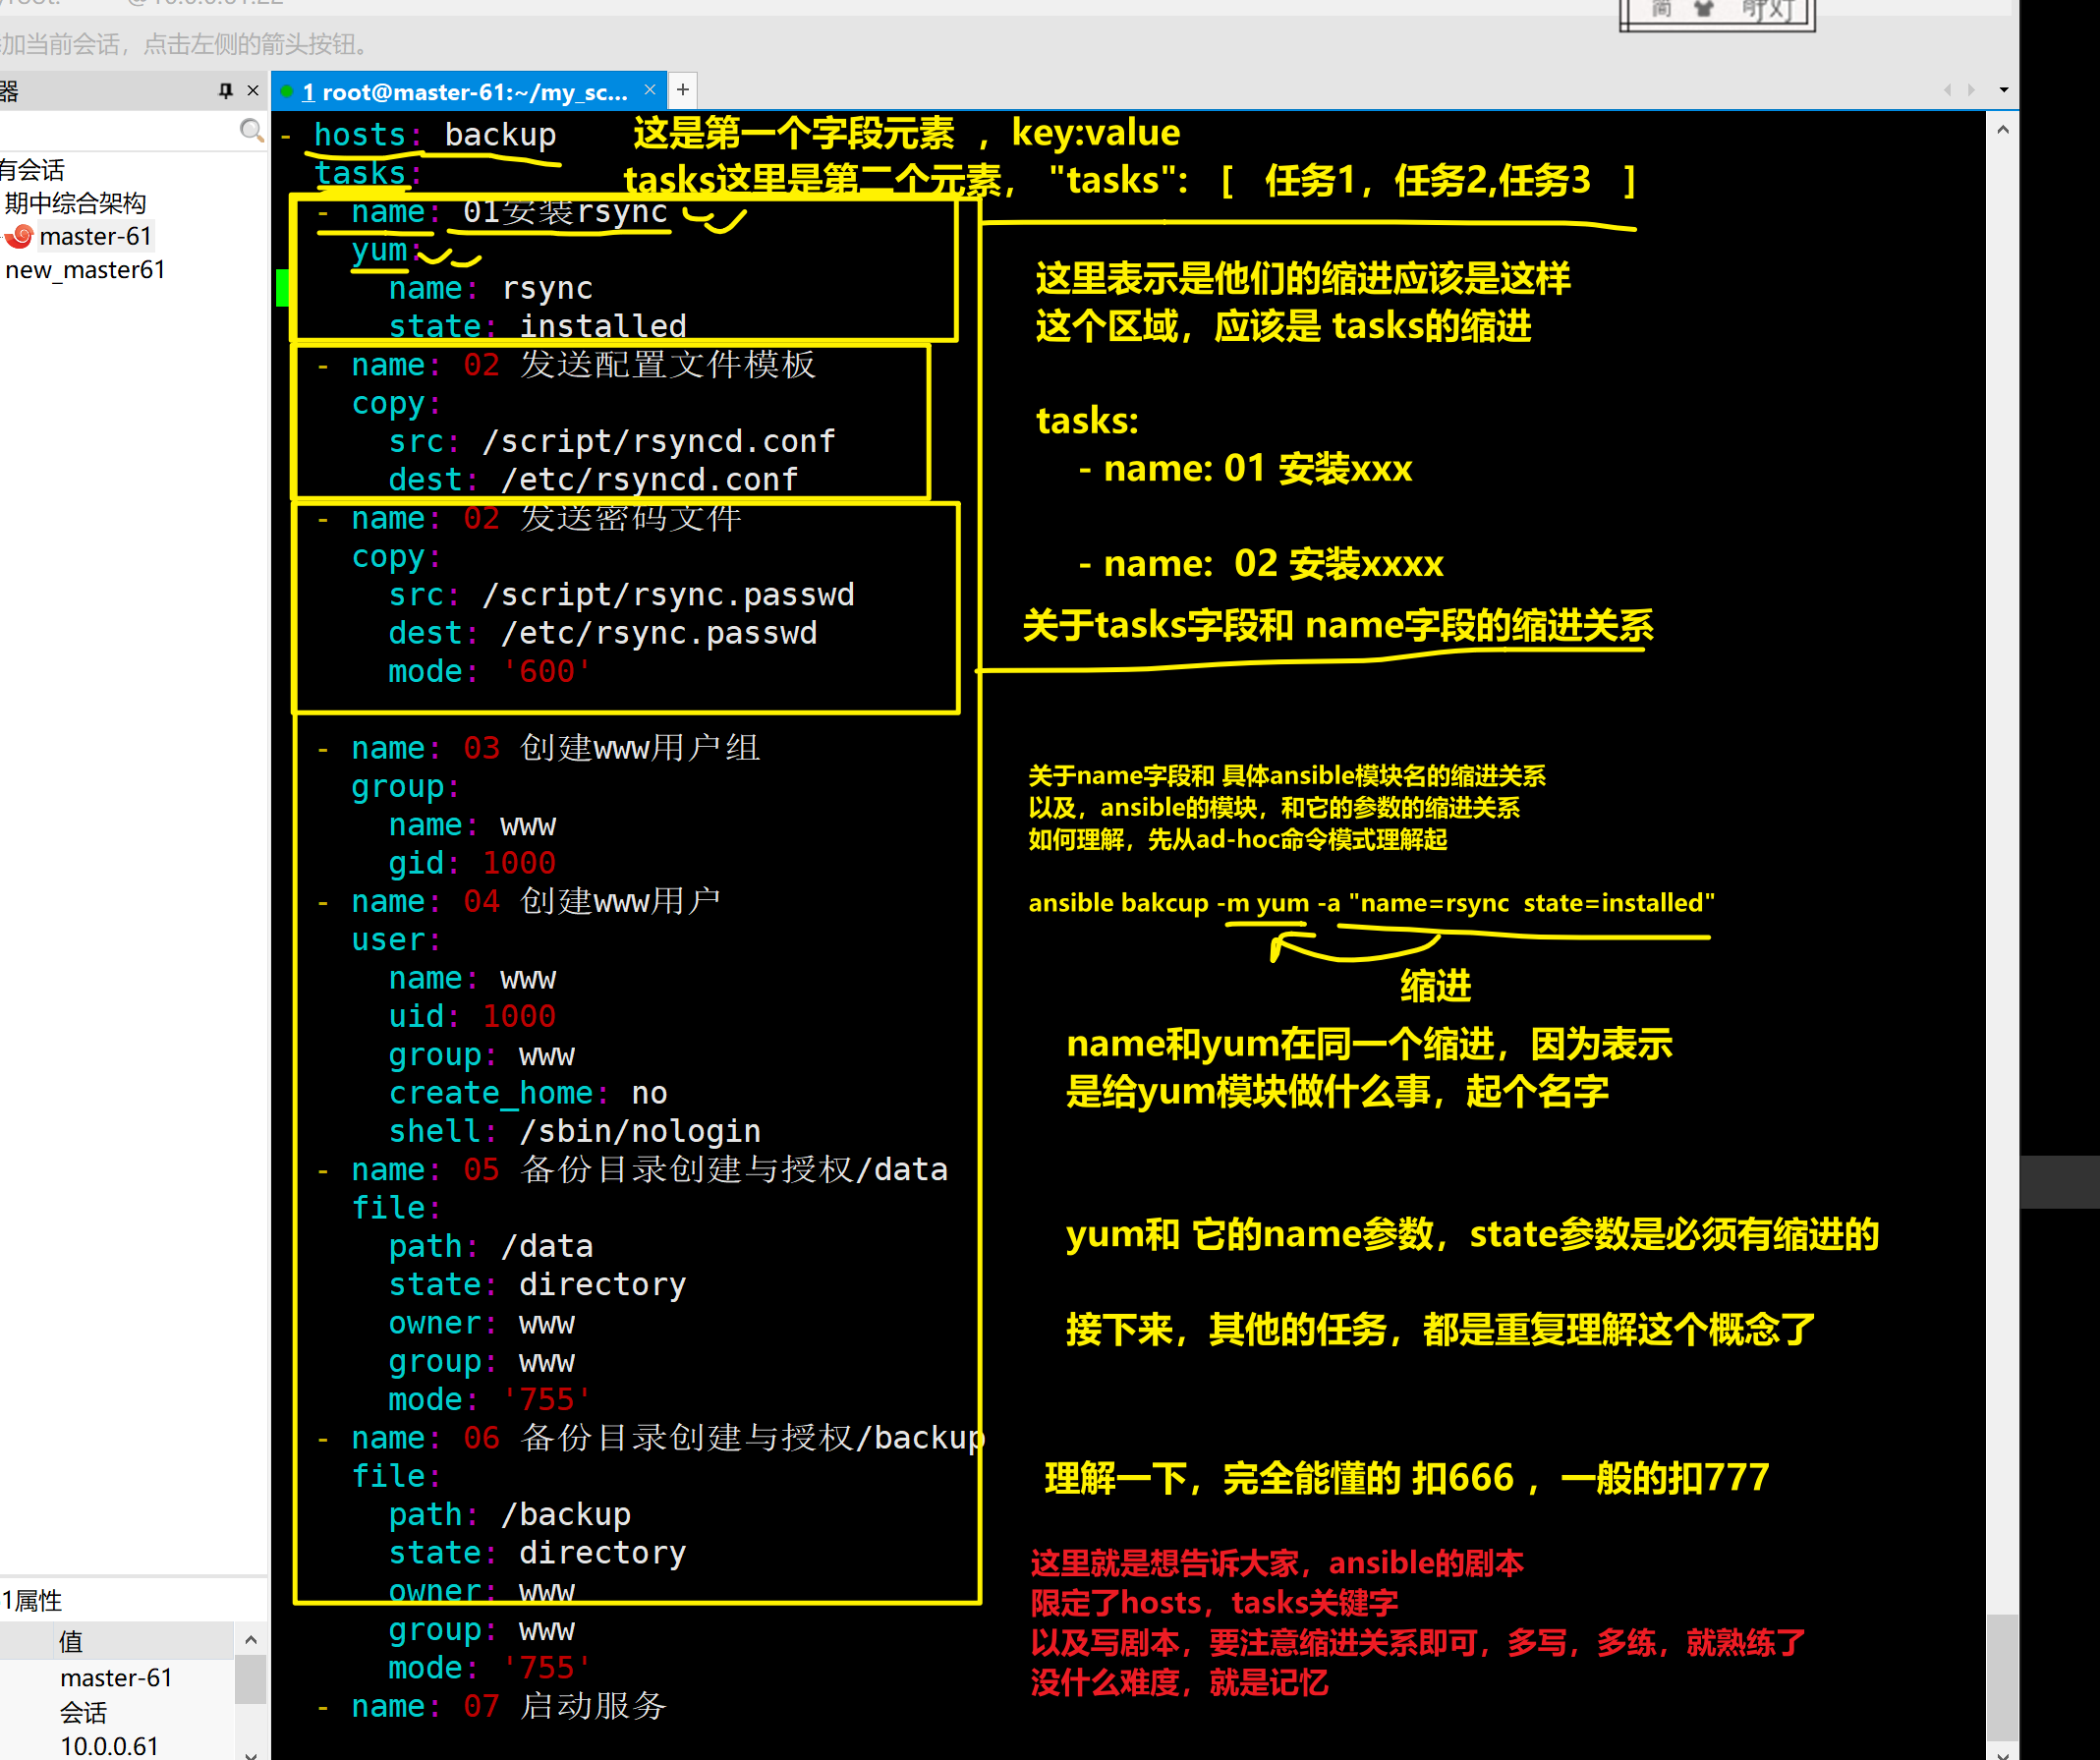 加当前会话，点击左侧的箭头按钮。
器
1 root@master-61:~/my_sc...
有会话
期中综合架构
master-61
new_master61
- hosts: backup
这是第一个字段元素 ，key:value
tasks:
tasks这里是第二个元素， "tasks": [ 任务1，任务2,任务3 ]
- name: 01安装rsync
yum:
name: rsync
state: installed
- name: 02 发送配置文件模板
copy:
src: /script/rsyncd.conf
dest: /etc/rsyncd.conf
- name: 02 发送密码文件
copy:
src: /script/rsync.passwd
dest: /etc/rsync.passwd
mode: '600'
- name: 03 创建www用户组
group:
name: www
gid: 1000
- name: 04 创建www用户
user:
name: www
uid: 1000
group: www
create_home: no
shell: /sbin/nologin
- name: 05 备份目录创建与授权/data
file:
path: /data
state: directory
owner: www
group: www
mode: '755'
- name: 06 备份目录创建与授权/backup
file:
path: /backup
state: directory
owner: www
group: www
mode: '755'
- name: 07 启动服务
这里表示是他们的缩进应该是这样
这个区域，应该是 tasks的缩进
tasks:
- name: 01 安装xxx
- name: 02 安装xxxx
关于tasks字段和 name字段的缩进关系
关于name字段和 具体ansible模块名的缩进关系
以及，ansible的模块，和它的参数的缩进关系
如何理解，先从ad-hoc命令模式理解起
ansible bakcup -m yum -a "name=rsync state=installed"
缩进
name和yum在同一个缩进，因为表示
是给yum模块做什么事，起个名字
yum和 它的name参数，state参数是必须有缩进的
接下来，其他的任务，都是重复理解这个概念了
理解一下，完全能懂的 扣666 ，一般的扣777
这里就是想告诉大家，ansible的剧本
限定了hosts，tasks关键字
以及写剧本，要注意缩进关系即可，多写，多练，就熟练了
没什么难度，就是记忆
1属性
值
master-61
会话
10.0.0.61